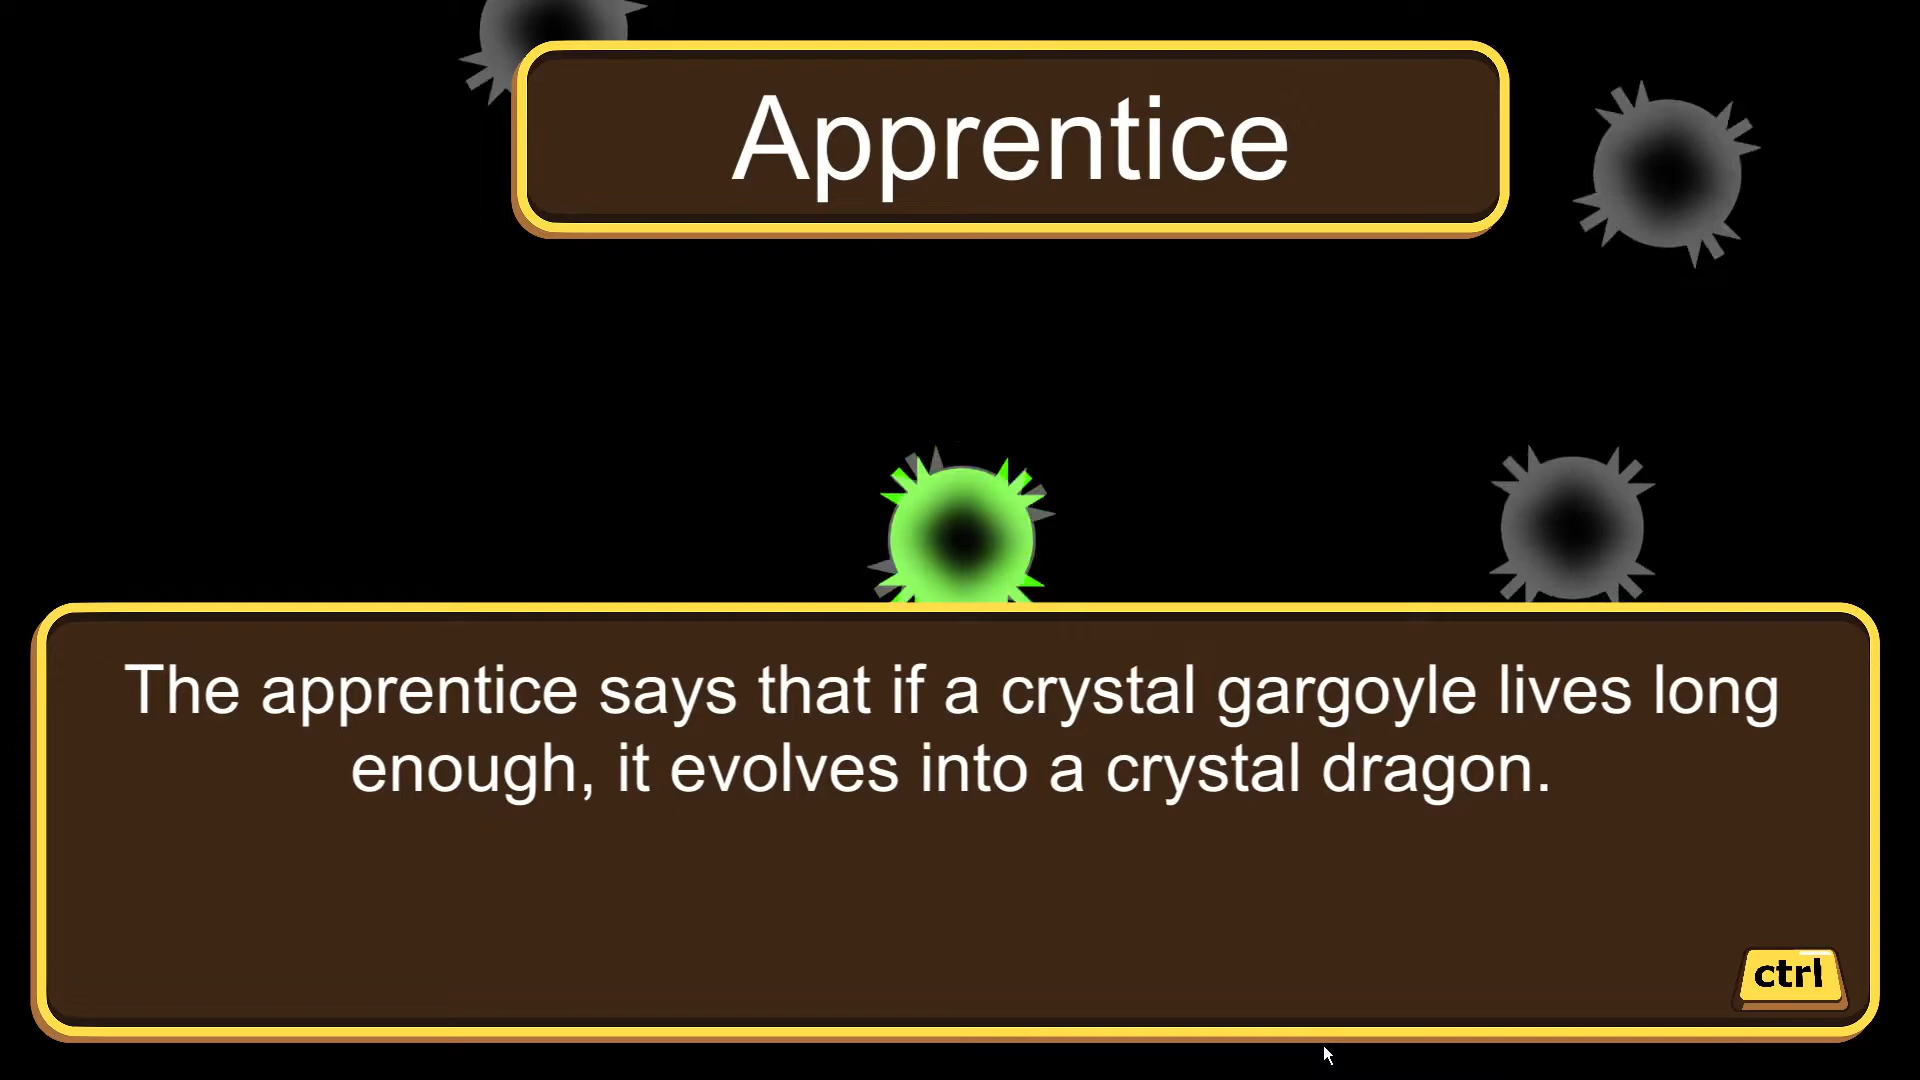 Apprentice
The apprentice says that if a crystal gargoyle lives long
enough, it evolves into a crystal dragon.
ctrl